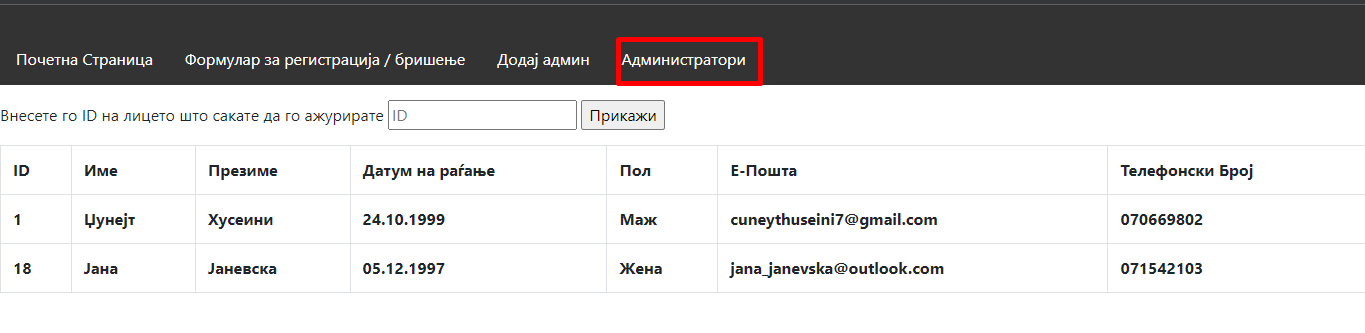 Почетна Страница Формулар за регистрација / бришење Додај админ Администратори
Внесете го ID на лицето што сакате да го ажурирате ID Прикажи
ID Име Презиме Датум на раѓање Пол Е-Пошта Телефонски Број
1 Џунејт Хусеини 24.10.1999 Маж cuneythuseini7@gmail.com 070669802
18 Јана Јаневска 05.12.1997 Жена jana_janevska@outlook.com 071542103